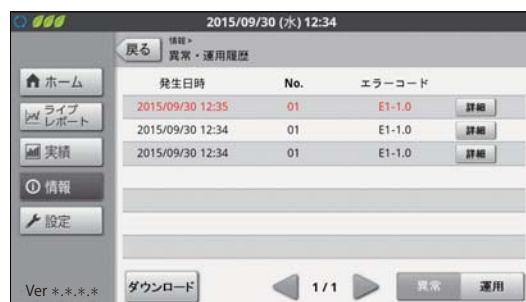 2015/09/30 (水) 12:34
戻る
情報>
異常・運用履歴
ホーム
ライブ
レポート
実績
情報
設定
Ver *.*.*.*
発生日時 No. エラーコード
2015/09/30 12:35 01 E1-1.0 詳細
2015/09/30 12:34 01 E1-1.0 詳細
2015/09/30 12:34 01 E1-1.0 詳細
ダウンロード 1/1 異常 運用